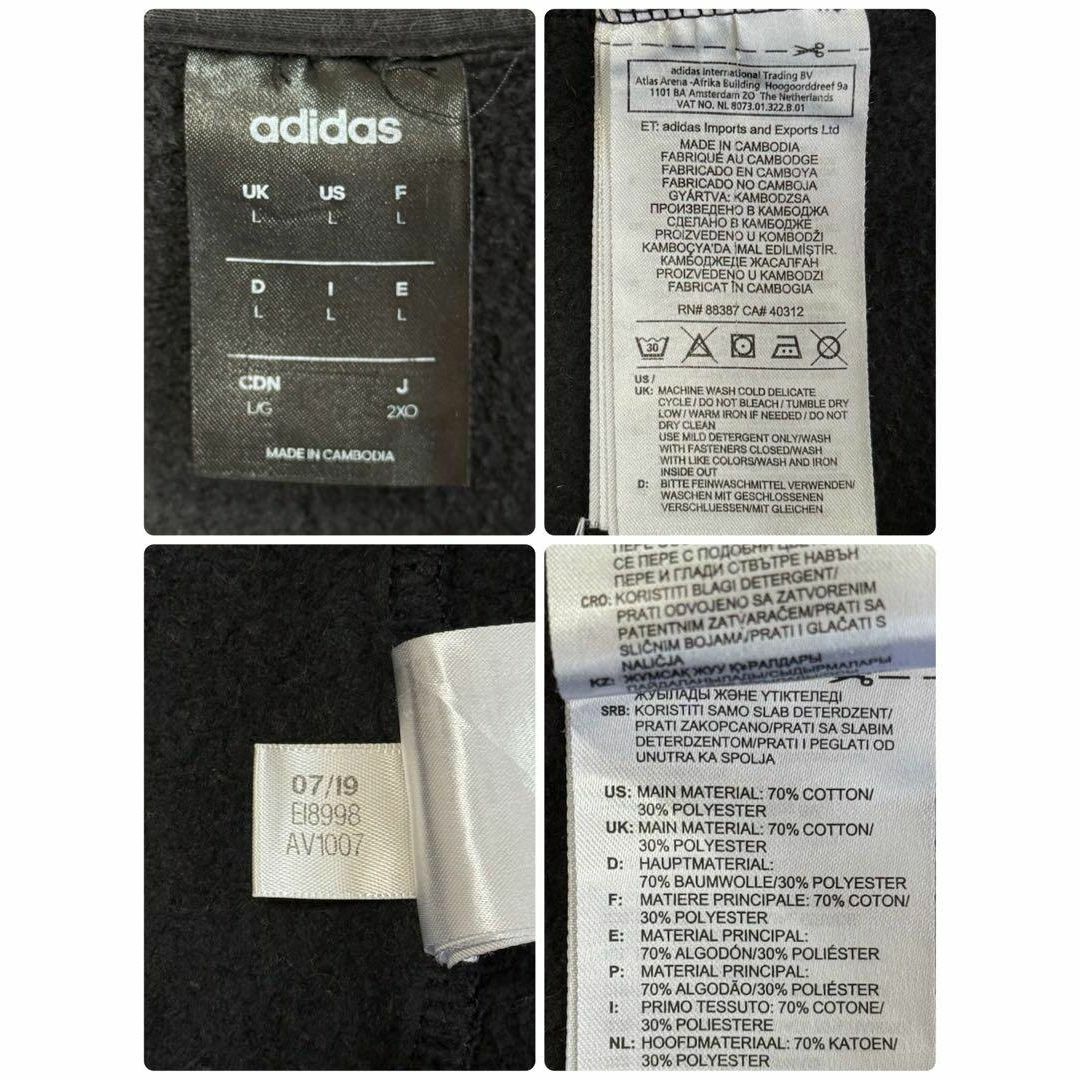 adidas
UK US F
L L L
D I E
L L L
CDN J
L/G 2XO
MADE IN CAMBODIA
adidas International Trading BV
Atlas Arena -Afrika Building Hoogoorddreef 9a
1101 BA Amsterdam ZO The Netherlands
VAT NO. NL 8073.01.322.B.01
ET: adidas Imports and Exports Ltd
MADE IN CAMBODIA
FABRIQUÉ AU CAMBODGE
FABRICADO EN CAMBOYA
FABRICADO NO CAMBOJA
GYÁRTVA: KAMBODZSA
ПРОИЗВЕДЕНО В КАМБОДЖА
СДЕЛАНО В КАМБОДЖЕ
PROIZVEDENO U KOMBODŽI
KAMBOÇYA'DA İMAL EDİLMİŞTİR.
КАМБОДЖЕДЕ ЖАСАЛҒАН
PROIZVEDENO U KAMBODZI
FABRICAT ÎN CAMBOGIA
RN# 88387 CA# 40312
30
US /
UK: MACHINE WASH COLD DELICATE
CYCLE / DO NOT BLEACH / TUMBLE DRY
LOW / WARM IRON IF NEEDED / DO NOT
DRY CLEAN
USE MILD DETERGENT ONLY/WASH
WITH FASTENERS CLOSED/WASH
WITH LIKE COLORS/WASH AND IRON
INSIDE OUT
D: BITTE FEINWASCHMITTEL VERWENDEN/
WASCHEN MIT GESCHLOSSENEN
VERSCHLUESSEN/MIT GLEICHEN
07/19
EI8998
AV1007
СЕ ПЕРЕ С ПОДОБНИ
ПЕРЕ И ГЛАДИ ОТВЪТРЕ НАВЪН
CRO: KORISTITI BLAGI DETERGENT/
PRATI ODVOJENO SA ZATVORENIM
PATENTNIM ZATVARAČEM/PRATI SA
SLIČNIM BOJAMA/PRATI I GLAČATI S
NALIČJA
KZ: ЖҰМСАҚ ЖУУ ҚҰРАЛДАРЫ
ЖУЫЛАДЫ ЖӘНЕ ҮТІКТЕЛЕДІ
SRB: KORISTITI SAMO SLAB DETERDZENT/
PRATI ZAKOPCANO/PRATI SA SLABIM
DETERDZENTOM/PRATI I PEGLATI OD
UNUTRA KA SPOLJA
US: MAIN MATERIAL: 70% COTTON/
30% POLYESTER
UK: MAIN MATERIAL: 70% COTTON/
30% POLYESTER
D: HAUPTMATERIAL:
70% BAUMWOLLE/30% POLYESTER
F: MATIERE PRINCIPALE: 70% COTON/
30% POLYESTER
E: MATERIAL PRINCIPAL:
70% ALGODÓN/30% POLIÉSTER
P: MATERIAL PRINCIPAL:
70% ALGODÃO/30% POLIÉSTER
I: PRIMO TESSUTO: 70% COTONE/
30% POLIESTERE
NL: HOOFDMATERIAAL: 70% KATOEN/
30% POLYESTER